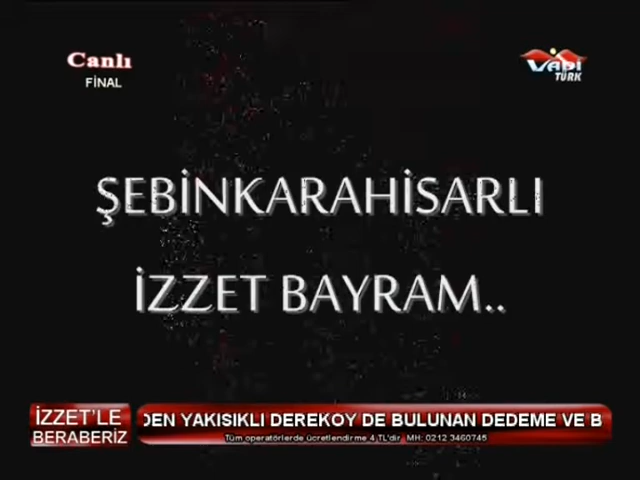 Canlı
FİNAL
VADİ
TÜRK
ŞEBİNKARAHİSARLI
İZZET BAYRAM..
İZZET'LE
BERABERİZ
DEN YAKISIKLI DEREKOY DE BULUNAN DEDEME VE B
Tüm operatörlerde ücretlendirme 4 TL'dir MH: 0212 3460745